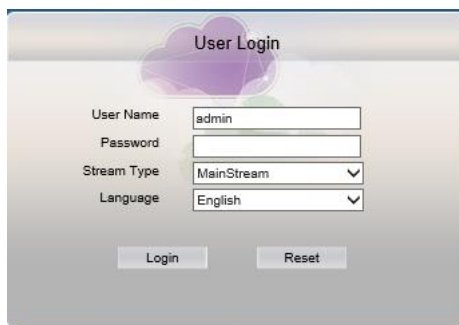 User Login
User Name admin
Password
Stream Type MainStream
Language English
Login Reset